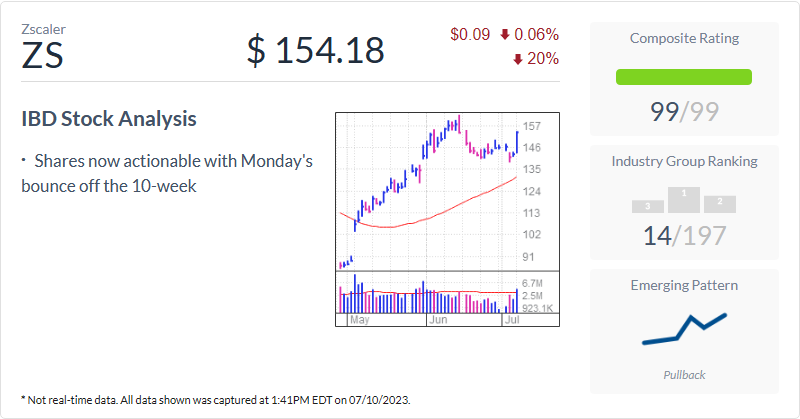 Zscaler
ZS
$ 154.18
$0.09 0.06%
20%
IBD Stock Analysis
· Shares now actionable with Monday's
bounce off the 10-week
157
146
135
124
113
102
91
6.7M
2.5M
923.1K
May Jun Jul
Composite Rating
99/99
Industry Group Ranking
3 1 2
14/197
Emerging Pattern
Pullback
* Not real-time data. All data shown was captured at 1:41PM EDT on 07/10/2023.